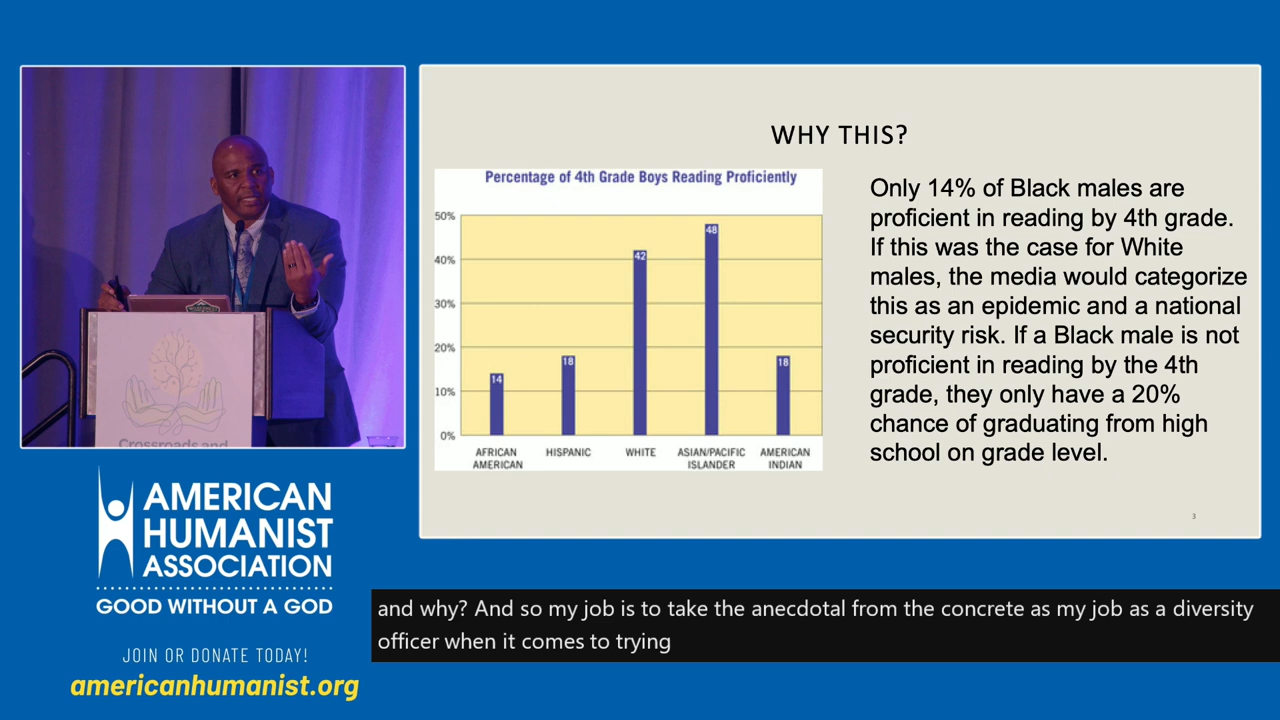 WHY THIS?
Percentage of 4th Grade Boys Reading Proficiently
50%
40%
30%
20%
10%
0%
14
18
42
48
18
AFRICAN AMERICAN
HISPANIC
WHITE
ASIAN/PACIFIC ISLANDER
AMERICAN INDIAN
Only 14% of Black males are
proficient in reading by 4th grade.
If this was the case for White
males, the media would categorize
this as an epidemic and a national
security risk. If a Black male is not
proficient in reading by the 4th
grade, they only have a 20%
chance of graduating from high
school on grade level.
3
Crossroads and
AMERICAN
HUMANIST
ASSOCIATION
GOOD WITHOUT A GOD
JOIN OR DONATE TODAY!
americanhumanist.org
and why? And so my job is to take the anecdotal from the concrete as my job as a diversity
officer when it comes to trying